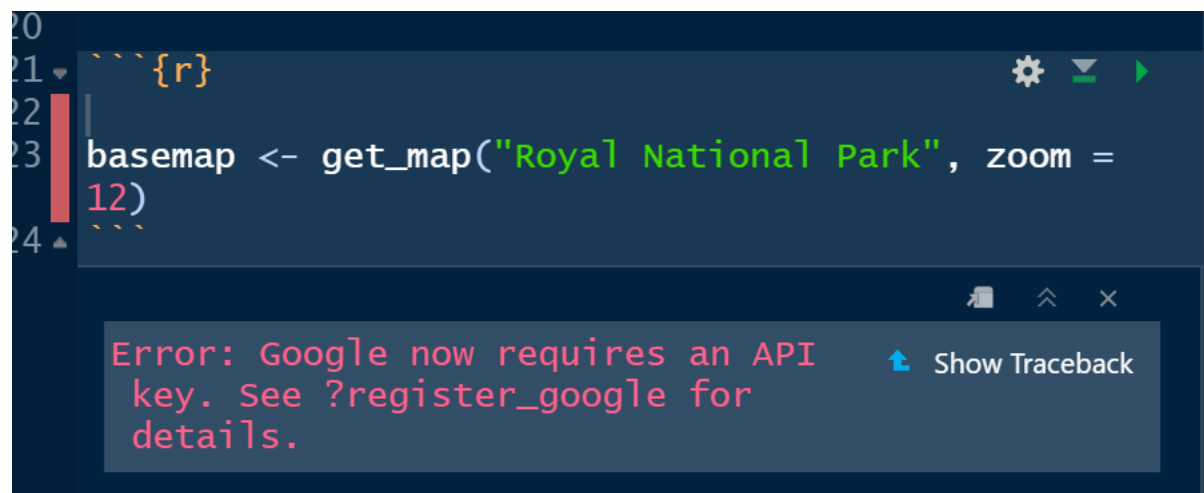 20
21 ```{r}
22
23 basemap <- get_map("Royal National Park", zoom =
12)
24 ```
Error: Google now requires an API
key. See ?register_google for
details.
Show Traceback